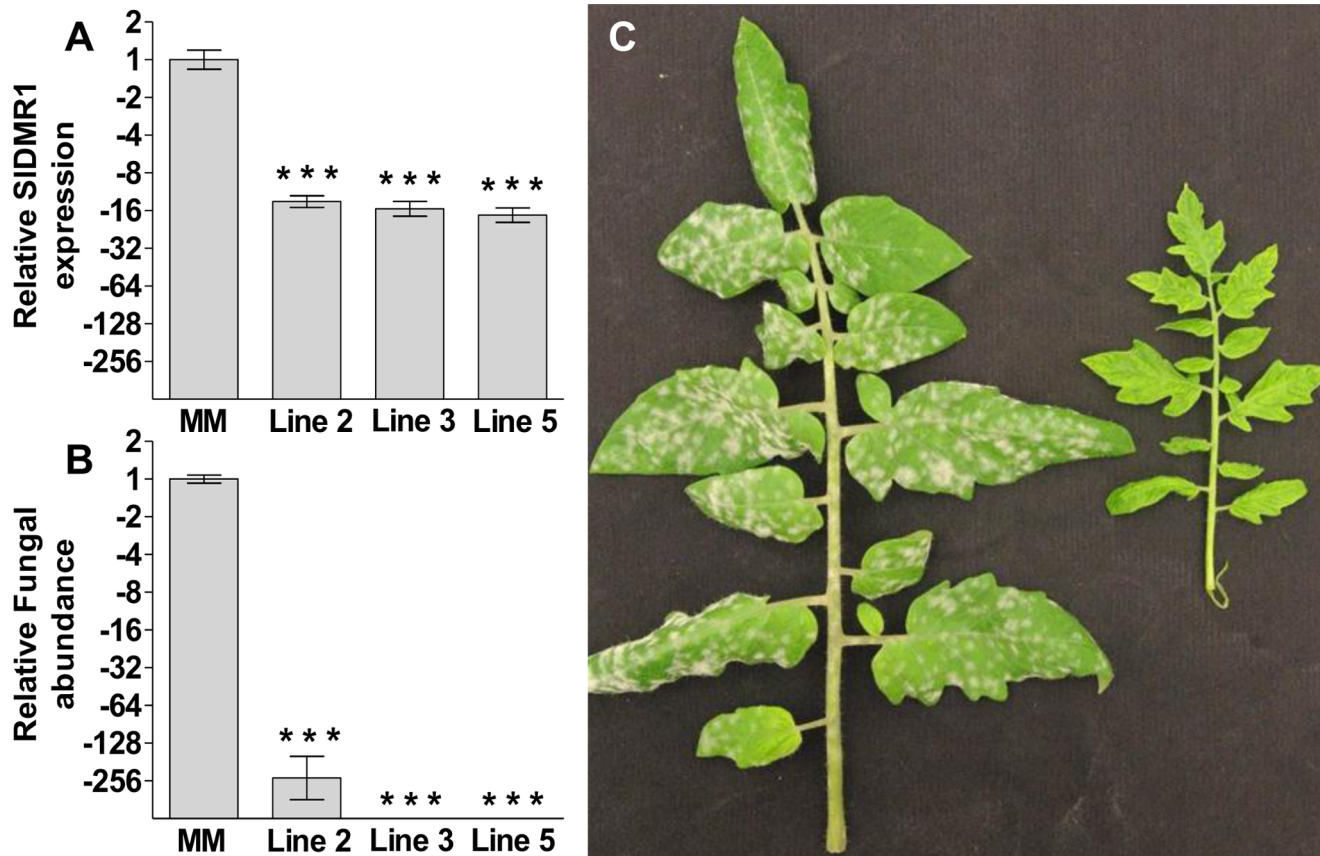 A
2
1
-2
-4
-8
-16
-32
-64
-128
-256
Relative SlDMR1
expression
*** *** ***
MM Line 2 Line 3 Line 5
B
2
1
-2
-4
-8
-16
-32
-64
-128
-256
Relative Fungal
abundance
*** *** ***
MM Line 2 Line 3 Line 5
C